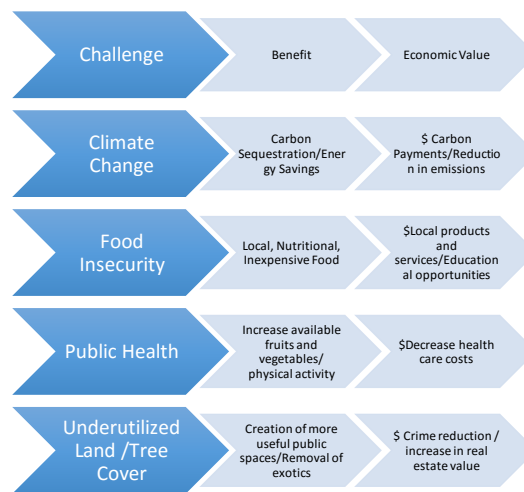 Challenge
Benefit
Economic Value
Climate
Change
Carbon
Sequestration/Ener
gy Savings
$ Carbon
Payments/Reductio
n in emissions
Food
Insecurity
Local, Nutritional,
Inexpensive Food
$Local products
and
services/Education
al opportunities
Public Health
Increase available
fruits and
vegetables/
physical activity
$Decrease health
care costs
Underutilized
Land /Tree
Cover
Creation of more
useful public
spaces/Removal of
exotics
$ Crime reduction /
increase in real
estate value